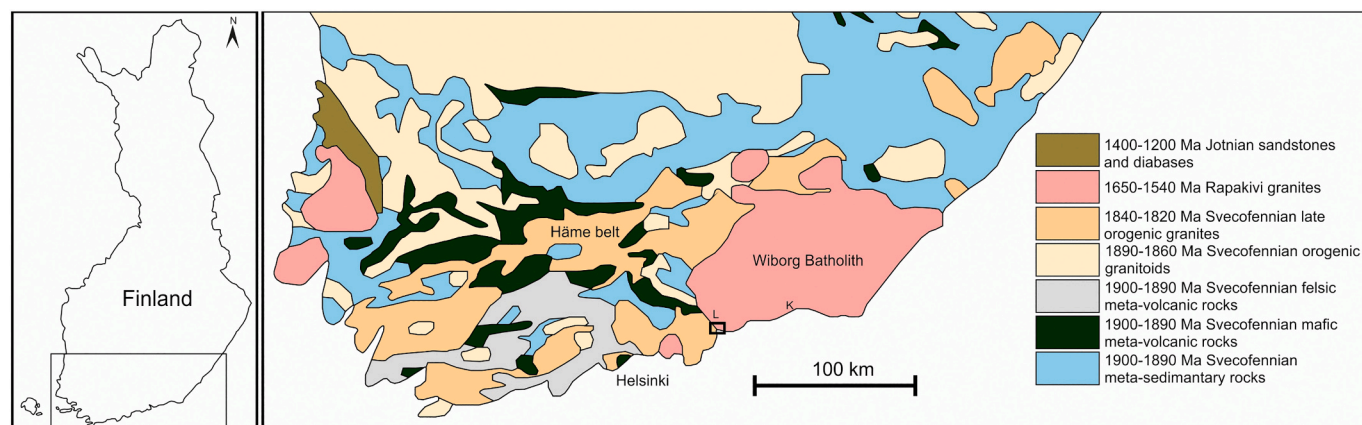 N
Finland
Häme belt
Wiborg Batholith
K
L
Helsinki
100 km
1400-1200 Ma Jotnian sandstones
and diabases
1650-1540 Ma Rapakivi granites
1840-1820 Ma Svecofennian late
orogenic granites
1890-1860 Ma Svecofennian orogenic
granitoids
1900-1890 Ma Svecofennian felsic
meta-volcanic rocks
1900-1890 Ma Svecofennian mafic
meta-volcanic rocks
1900-1890 Ma Svecofennian
meta-sedimantary rocks